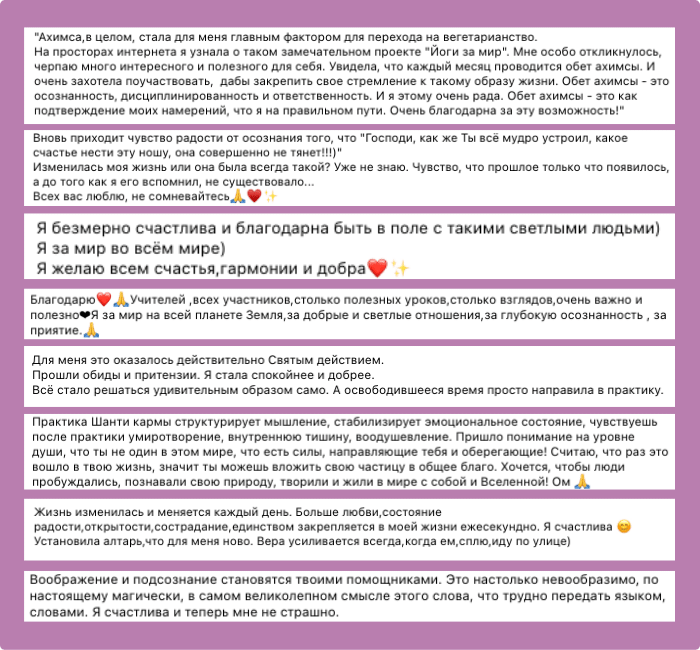 "Ахимса,в целом, стала для меня главным фактором для перехода на вегетарианство.
На просторах интернета я узнала о таком замечательном проекте "Йоги за мир". Мне особо откликнулось,
черпаю много интересного и полезного для себя. Увидела, что каждый месяц проводится обет ахимсы. И
очень захотела поучаствовать, дабы закрепить свое стремление к такому образу жизни. Обет ахимсы - это
осознанность, дисциплинированность и ответственность. И я этому очень рада. Обет ахимсы - это как
подтверждение моих намерений, что я на правильном пути. Очень благодарна за эту возможность!"
Вновь приходит чувство радости от осознания того, что "Господи, как же Ты всё мудро устроил, какое
счастье нести эту ношу, она совершенно не тянет!!!)"
Изменилась моя жизнь или она была всегда такой? Уже не знаю. Чувство, что прошлое только что появилось,
а до того как я его вспомнил, не существовало...
Всех вас люблю, не сомневайтесь🙏♥️✨
Я безмерно счастлива и благодарна быть в поле с такими светлыми людьми)
Я за мир во всём мире)
Я желаю всем счастья,гармонии и добра❤️✨
Благодарю❤️🙏Учителей ,всех участников,столько полезных уроков,столько взглядов,очень важно и
полезно❤Я за мир на всей планете Земля,за добрые и светлые отношения,за глубокую осознанность , за
приятие.🙏
Для меня это оказалось действительно Святым действием.
Прошли обиды и притензии. Я стала спокойнее и добрее.
Всё стало решаться удивительным образом само. А освободившееся время просто направила в практику.
Практика Шанти кармы структурирует мышление, стабилизирует эмоциональное состояние, чувствуешь
после практики умиротворение, внутреннюю тишину, воодушевление. Пришло понимание на уровне
души, что ты не один в этом мире, что есть силы, направляющие тебя и оберегающие! Считаю, что раз это
вошло в твою жизнь, значит ты можешь вложить свою частицу в общее благо. Хочется, чтобы люди
пробуждались, познавали свою природу, творили и жили в мире с собой и Вселенной! Ом 🙏
Жизнь изменилась и меняется каждый день. Больше любви,состояние
радости,открытости,сострадание,единством закрепляется в моей жизни ежесекундно. Я счастлива 😊
Установила алтарь,что для меня ново. Вера усиливается всегда,когда ем,сплю,иду по улице)
Воображение и подсознание становятся твоими помощниками. Это настолько невообразимо, по
настоящему магически, в самом великолепном смысле этого слова, что трудно передать языком,
словами. Я счастлива и теперь мне не страшно.